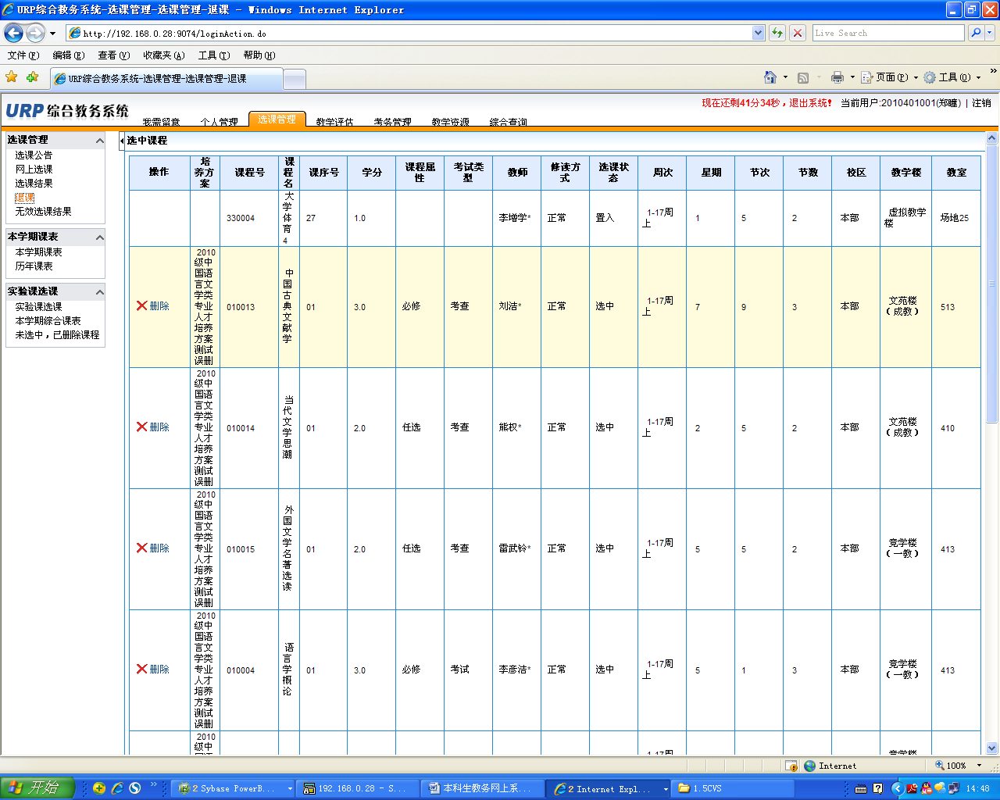 URP综合教务系统-选课管理-选课管理-退课 - Windows Internet Explorer
http://192.168.0.28:9074/loginAction.do
Live Search
文件(F) 编辑(E) 查看(V) 收藏夹(A) 工具(T) 帮助(H)
URP综合教务系统-选课管理-选课管理-退课
页面(P) 工具(O) »
URP综合教务系统
现在还剩41分34秒，退出系统! 当前用户:2010401001(郑瞳) | 注销
我需留意 个人管理 选课管理 教学评估 考务管理 教学资源 综合查询
选课管理
选课公告
网上选课
选课结果
退课
无效选课结果
本学期课表
本学期课表
历年课表
实验课选课
实验课选课
本学期综合课表
未选中，已删除课程
选中课程
操作 培养方案 课程号 课程名 课序号 学分 课程属性 考试类型 教师 修读方式 选课状态 周次 星期 节次 节数 校区 教学楼 教室
330004 大学体育4 27 1.0 李增学* 正常 置入 1-17周上 1 5 2 本部 虚拟教学楼 场地25
删除 2010级中国语言文学类专业人才培养方案测试误删 010013 中国古典文献学 01 3.0 必修 考查 刘洁* 正常 选中 1-17周上 7 9 3 本部 文苑楼（成教） 513
删除 2010级中国语言文学类专业人才培养方案测试误删 010014 当代文学思潮 01 2.0 任选 考查 熊权* 正常 选中 1-17周上 2 5 2 本部 文苑楼（成教） 410
删除 2010级中国语言文学类专业人才培养方案测试误删 010015 外国文学名著选读 01 2.0 任选 考查 雷武铃* 正常 选中 1-17周上 5 5 2 本部 竞学楼（一教） 413
删除 2010级中国语言文学类专业人才培养方案测试误删 010004 语言学概论 01 3.0 必修 考试 李彦洁* 正常 选中 1-17周上 5 1 3 本部 竞学楼（一教） 413
2010级中 1-17周 竞学楼
Internet 100%
开始 » 2 Sybase PowerB... 192.168.0.28 - S... 本科生教务网上系... 2 Internet Expl... 1.5CVS 14:48